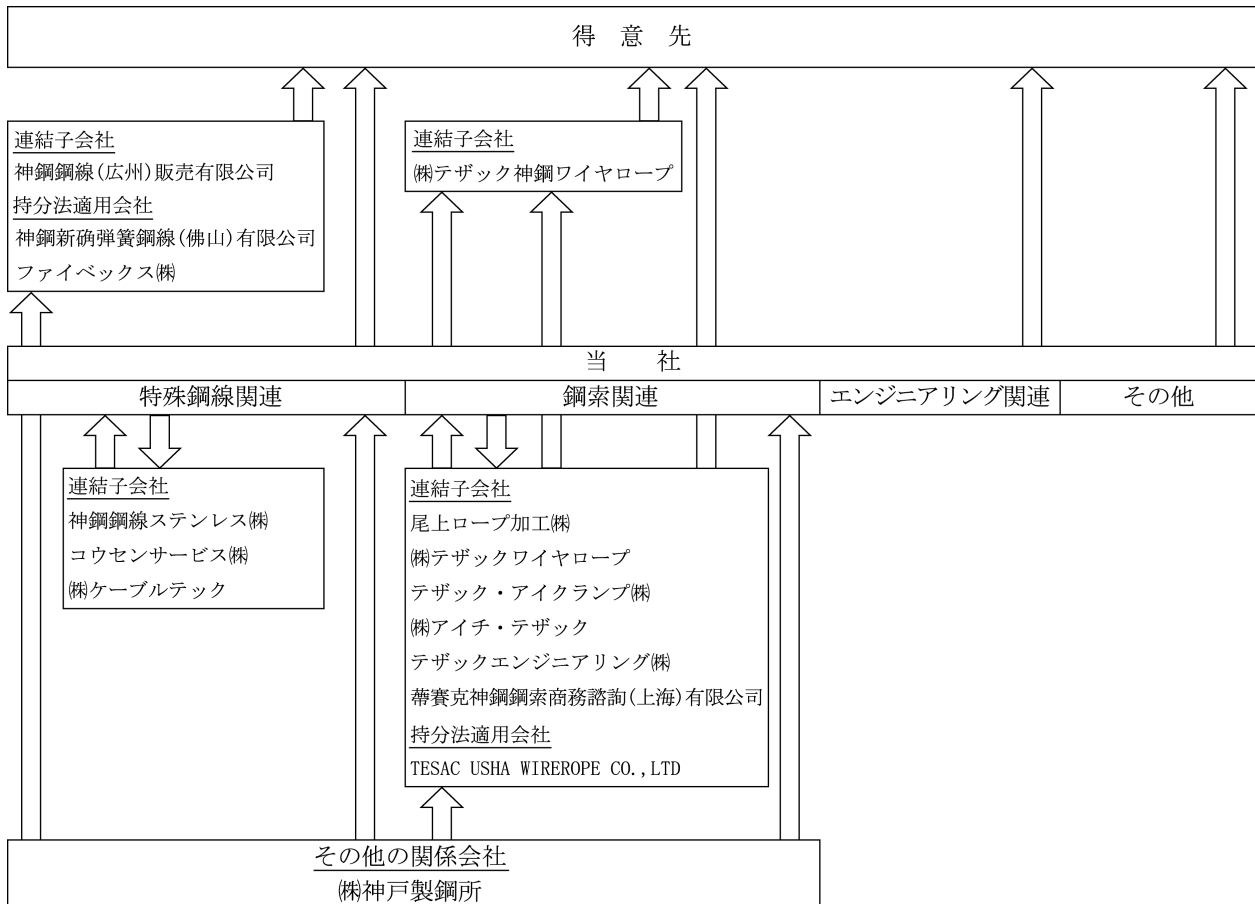 得意先
連結子会社
神鋼鋼線(広州)販売有限公司
持分法適用会社
神鋼新确弾簧鋼線(佛山)有限公司
ファイベックス㈱
連結子会社
㈱テザック神鋼ワイヤロープ
当社
特殊鋼線関連
鋼索関連
エンジニアリング関連
その他
連結子会社
神鋼鋼線ステンレス㈱
コウセンサービス㈱
㈱ケーブルテック
連結子会社
尾上ロープ加工㈱
㈱テザックワイヤロープ
テザック・アイクランプ㈱
㈱アイチ・テザック
テザックエンジニアリング㈱
蒂賽克神鋼鋼索商務諮詢(上海)有限公司
持分法適用会社
TESAC USHA WIREROPE CO.,LTD
その他の関係会社
㈱神戸製鋼所